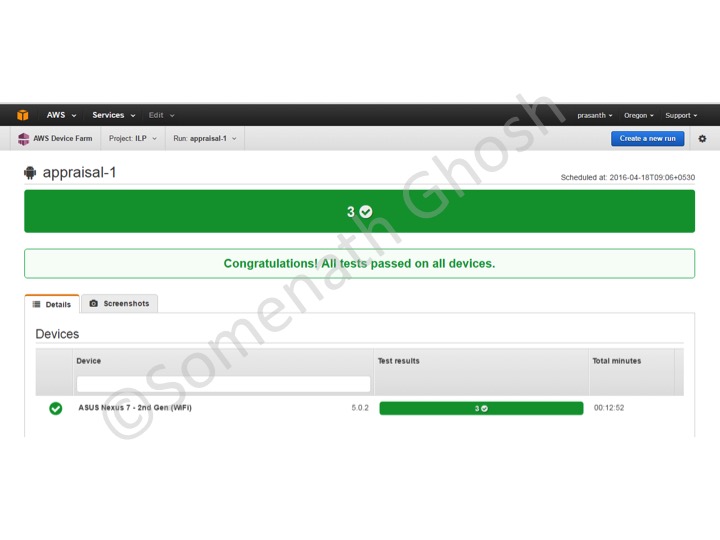 AWS Services Edit prasanth Oregon Support
AWS Device Farm Project: ILP Run: appraisal-1 Create a new run
appraisal-1
Scheduled at: 2016-04-18T09:06+0530
3
Congratulations! All tests passed on all devices.
Details Screenshots
Devices
Device Test results Total minutes
ASUS Nexus 7 - 2nd Gen (WiFi) 5.0.2 3 00:12:52
©Somenath Ghosh